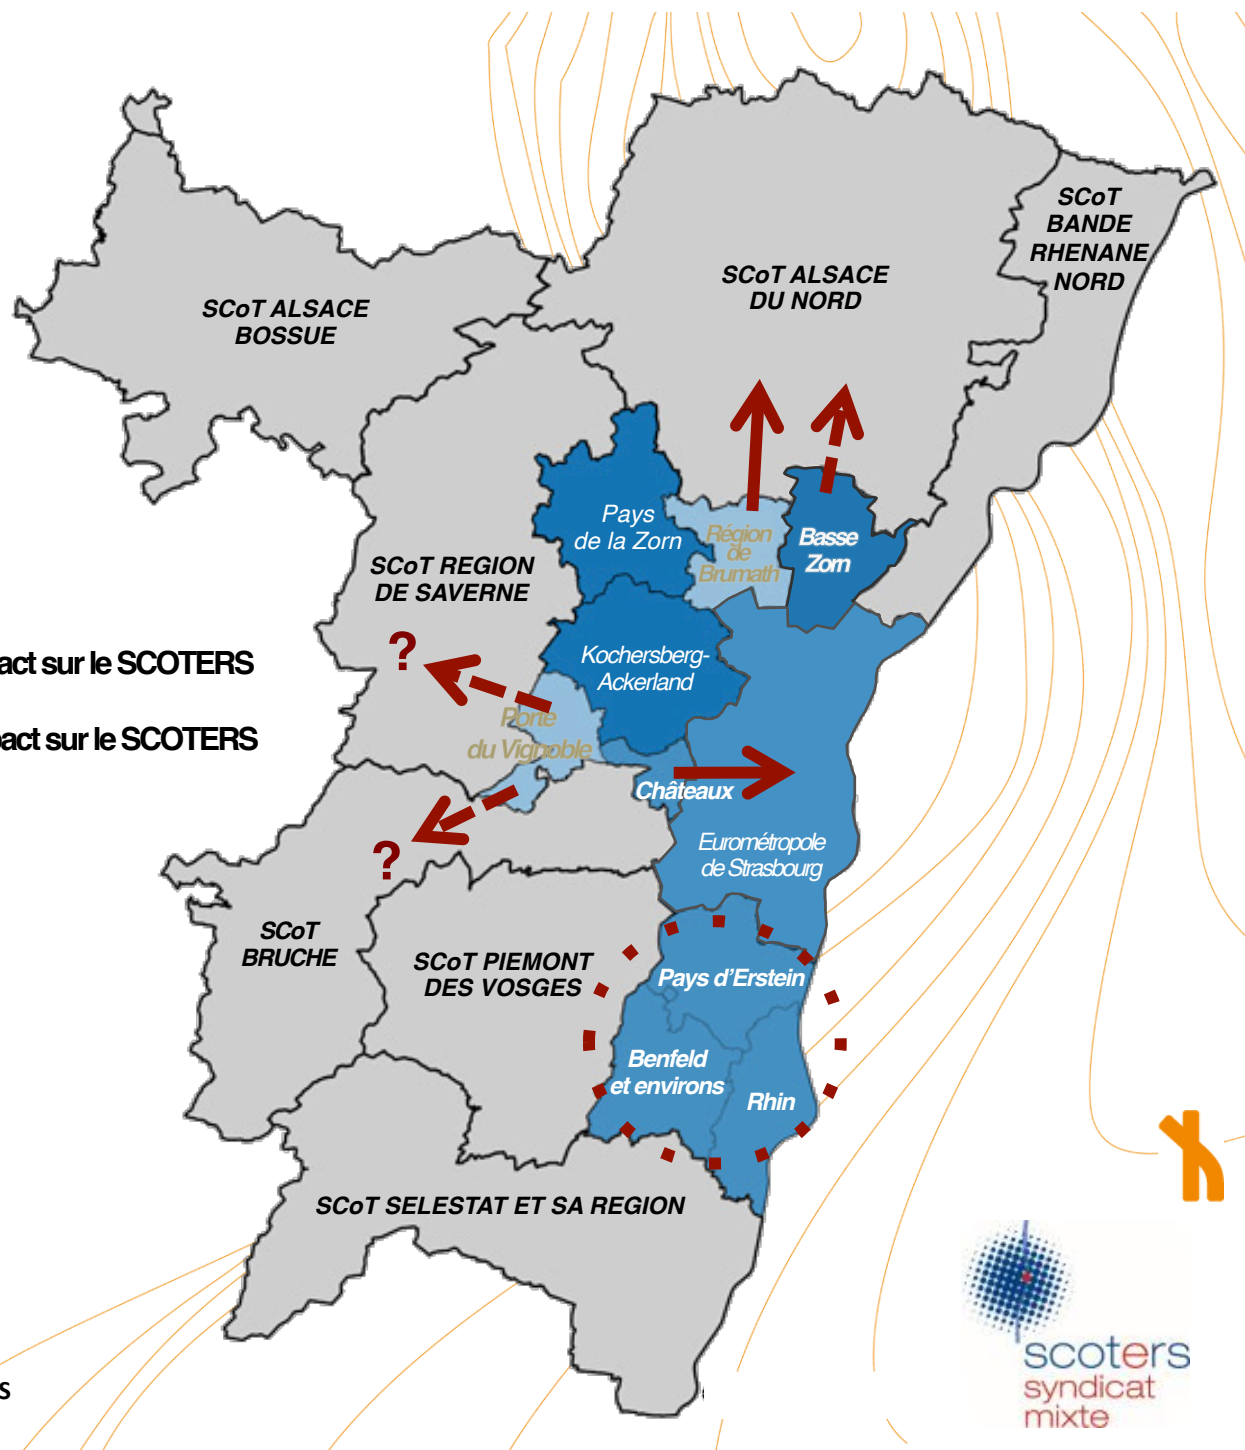 SCoT
BANDE
RHENANE
NORD
SCoT ALSACE
DU NORD
SCoT ALSACE
BOSSUE
Pays
de la Zorn
Région
de
Brumath
Basse
Zorn
SCoT REGION
DE SAVERNE
?
Kochersberg-
Ackerland
act sur le SCOTERS
Porte
du Vignoble
pact sur le SCOTERS
Châteaux
Eurométropole
de Strasbourg
?
SCoT
BRUCHE
SCoT PIEMONT
DES VOSGES
Pays d'Erstein
Benfeld
et environs
Rhin
SCoT SELESTAT ET SA REGION
scoters
syndicat
mixte
s